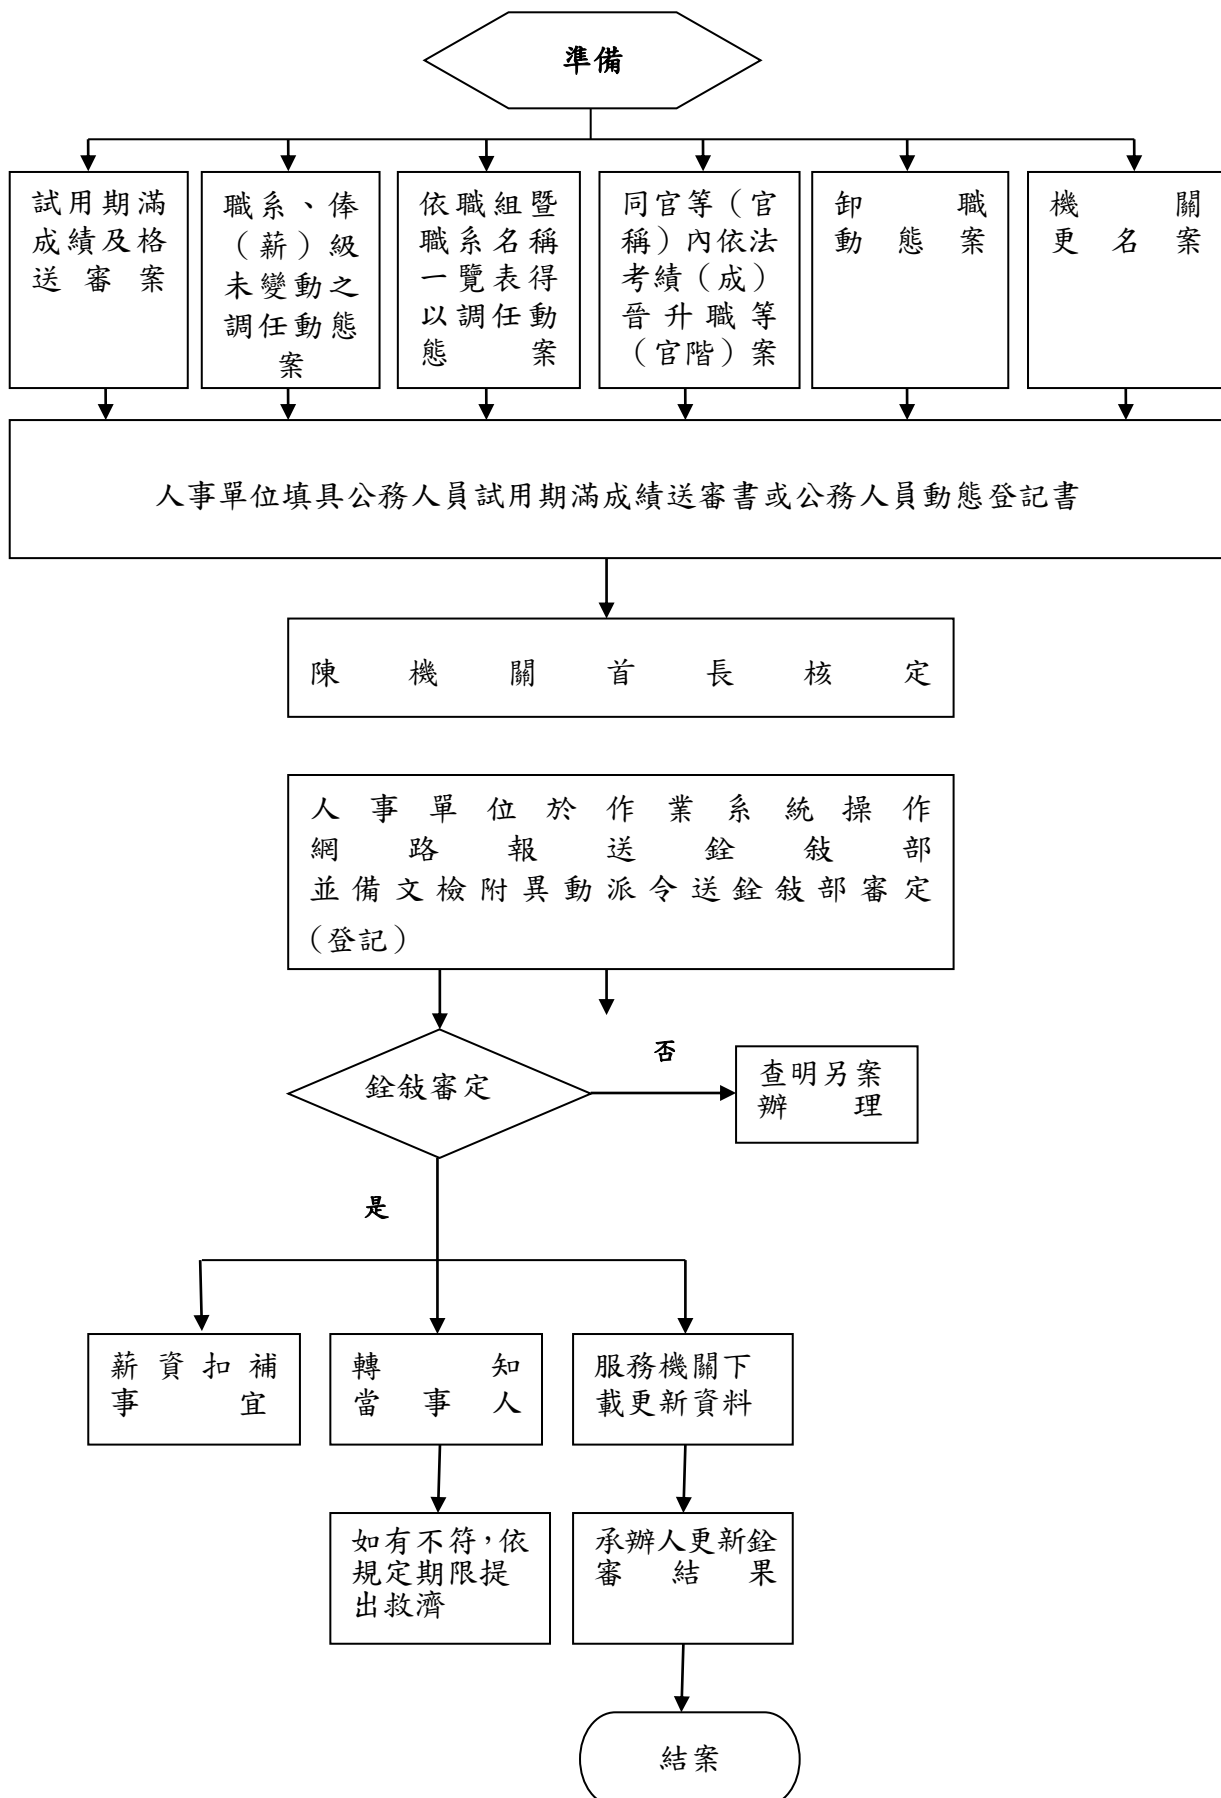 準備
試用期滿
成績及格
送審案
職系、俸
（薪）級
未變動之
調任動態
案
依職組暨
職系名稱
一覽表得
以調任動
態案
同官等（官
稱）內依法
考績（成）
晉升職等
（官階）案
卸職
動態案
機關
更名案
人事單位填具公務人員試用期滿成績送審書或公務人員動態登記書
陳機關首長核定
人事單位於作業系統操作
網路報送銓敍部
並備文檢附異動派令送銓敍部審定
（登記）
銓敍審定
否
查明另案
辦理
是
薪資扣補
事宜
轉知
當事人
服務機關下
載更新資料
如有不符，依
規定期限提
出救濟
承辦人更新銓
審結果
結案